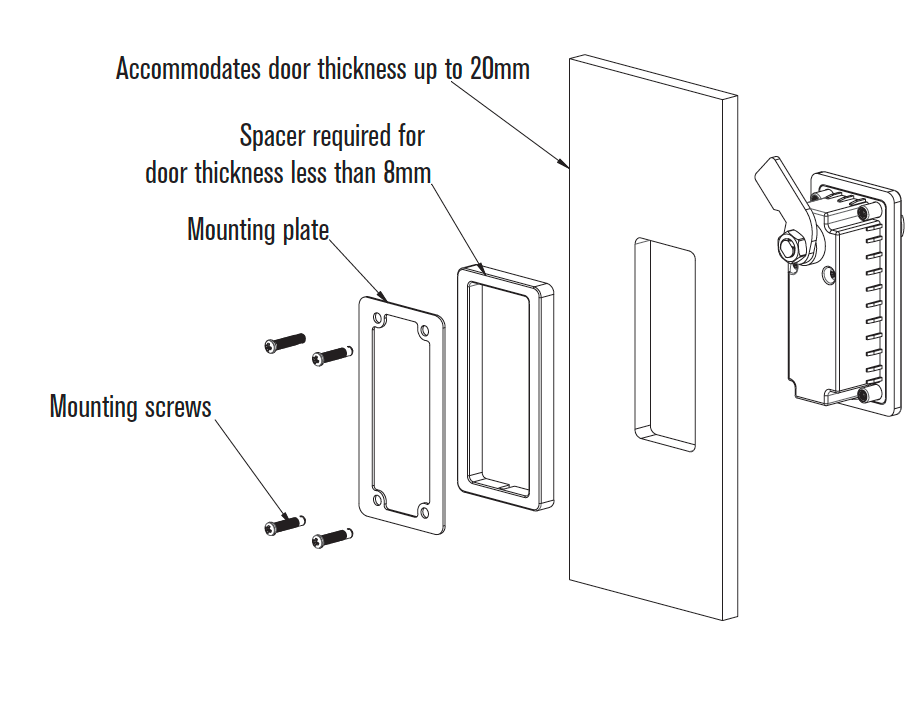 Accommodates door thickness up to 20mm
Spacer required for
door thickness less than 8mm
Mounting plate
Mounting screws